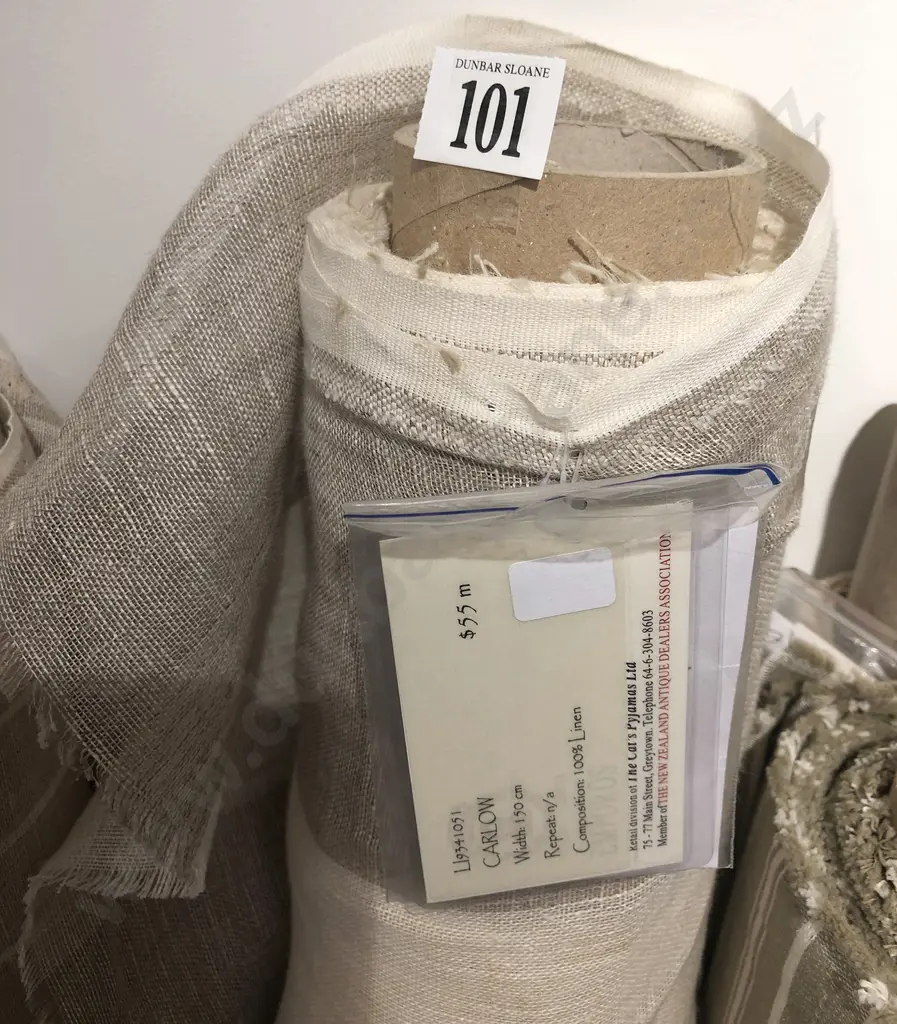 DUNBAR SLOANE
101
$55 m
L19341051
CARLOW
Width: 150 cm
Repeat: n/a
Composition: 100% Linen
Retail division of The Cat's Pyjamas Ltd
75 - 77 Main Street, Greytown. Telephone 64-6-304-8603
Member of THE NEW ZEALAND ANTIQUE DEALERS ASSOCIATION